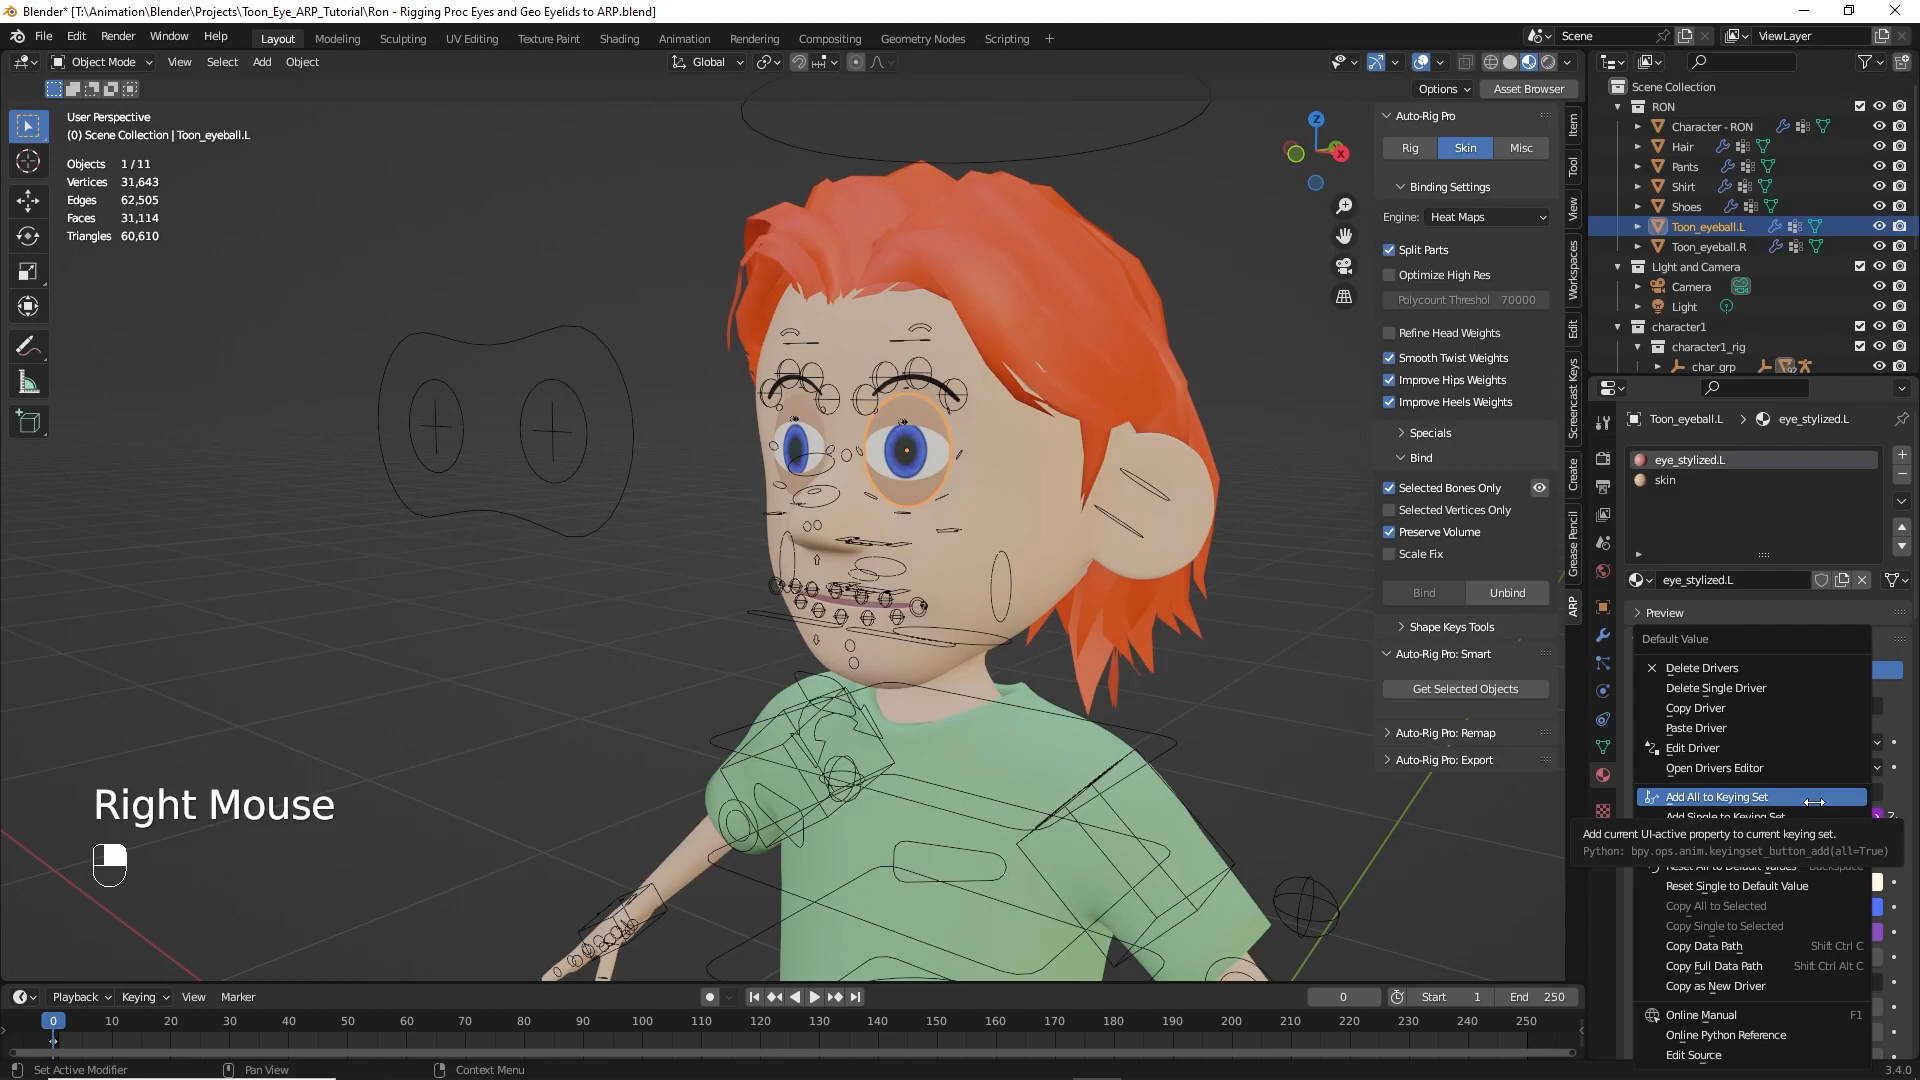 Blender* [T:\Animation\Blender\Projects\Toon_Eye_ARP_Tutorial\Ron - Rigging Proc Eyes and Geo Eyelids to ARP.blend]
File Edit Render Window Help Layout Modeling Sculpting UV Editing Texture Paint Shading Animation Rendering Compositing Geometry Nodes Scripting + Scene ViewLayer
Object Mode View Select Add Object Global
Options Asset Browser
User Perspective
(0) Scene Collection | Toon_eyeball.L
Objects 1 / 11
Vertices 31,643
Edges 62,505
Faces 31,114
Triangles 60,610
Z
X
Auto-Rig Pro
Rig Skin Misc
Binding Settings
Engine: Heat Maps
Split Parts
Optimize High Res
Polycount Threshol 70000
Refine Head Weights
Smooth Twist Weights
Improve Hips Weights
Improve Heels Weights
Specials
Bind
Selected Bones Only
Selected Vertices Only
Preserve Volume
Scale Fix
Bind Unbind
Shape Keys Tools
Auto-Rig Pro: Smart
Get Selected Objects
Auto-Rig Pro: Remap
Auto-Rig Pro: Export
Item
Tool
View
Workspaces
Edit
Screencast Keys
Create
Grease Pencil
ARP
Scene Collection
RON
Character - RON
Hair
Pants
Shirt
Shoes
Toon_eyeball.L
Toon_eyeball.R
LIght and Camera
Camera
Light
character1
character1_rig
char_grp 92
Toon_eyeball.L > eye_stylized.L
eye_stylized.L
skin
eye_stylized.L
Preview
Default Value
Delete Drivers
Delete Single Driver
Copy Driver
Paste Driver
Edit Driver
Open Drivers Editor
Add All to Keying Set
Add Single to Keying Set
Add current UI-active property to current keying set.
Python: bpy.ops.anim.keyingset_button_add(all=True)
Reset All to Default Values Backspace
Reset Single to Default Value
Copy All to Selected
Copy Single to Selected
Copy Data Path Shift Ctrl C
Copy Full Data Path Shift Ctrl Alt C
Copy as New Driver
Online Manual F1
Online Python Reference
Edit Source
Right Mouse
Playback Keying View Marker 0 Start 1 End 250
0 10 20 30 40 50 60 70 80 90 100 110 120 130 140 150 160 170 180 190 200 210 220 230 240 250
Set Active Modifier Pan View Context Menu 3.4.0